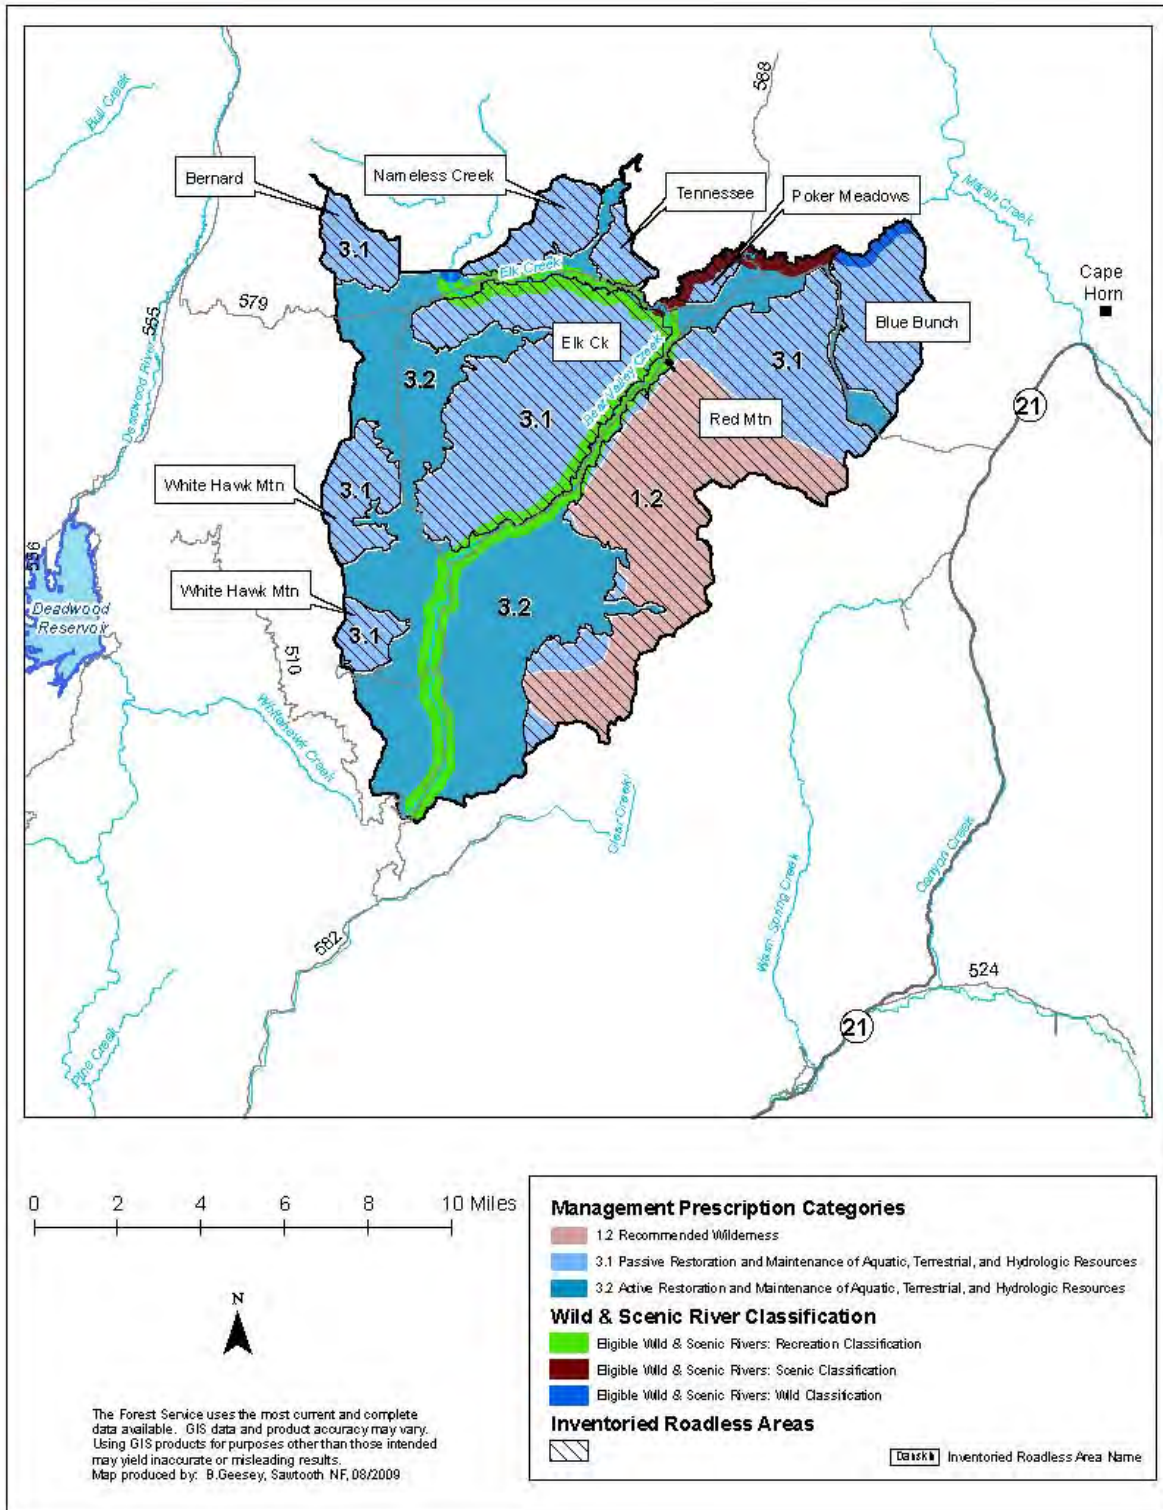 Bull Creek
588
Bernard
Nameless Creek
Tennessee
Poker Meadows
Marsh Creek
3.1
Elk Creek
Cape
Horn
579
555
Deadwood River
Elk Ck
Blue Bunch
3.2
Bear Valley Creek
3.1
3.1
21
Red Mtn
White Hawk Mtn
3.1
1.2
Deadwood
Reservoir
White Hawk Mtn
3.2
3.1
510
Whitehawk Creek
Clear Creek
Canyon Creek
Warm Spring Creek
582
524
21
Pine Creek
0 2 4 6 8 10 Miles
N
The Forest Service uses the most current and complete
data available. GIS data and product accuracy may vary.
Using GIS products for purposes other than those intended
may yield inaccurate or misleading results.
Map produced by: B.Geesey, Sawtooth NF, 08/2009
Management Prescription Categories
1.2 Recommended Wilderness
3.1 Passive Restoration and Maintenance of Aquatic, Terrestrial, and Hydrologic Resources
3.2 Active Restoration and Maintenance of Aquatic, Terrestrial, and Hydrologic Resources
Wild & Scenic River Classification
Eligible Wild & Scenic Rivers: Recreation Classification
Eligible Wild & Scenic Rivers: Scenic Classification
Eligible Wild & Scenic Rivers: Wild Classification
Inventoried Roadless Areas
Inventoried Roadless Area Name